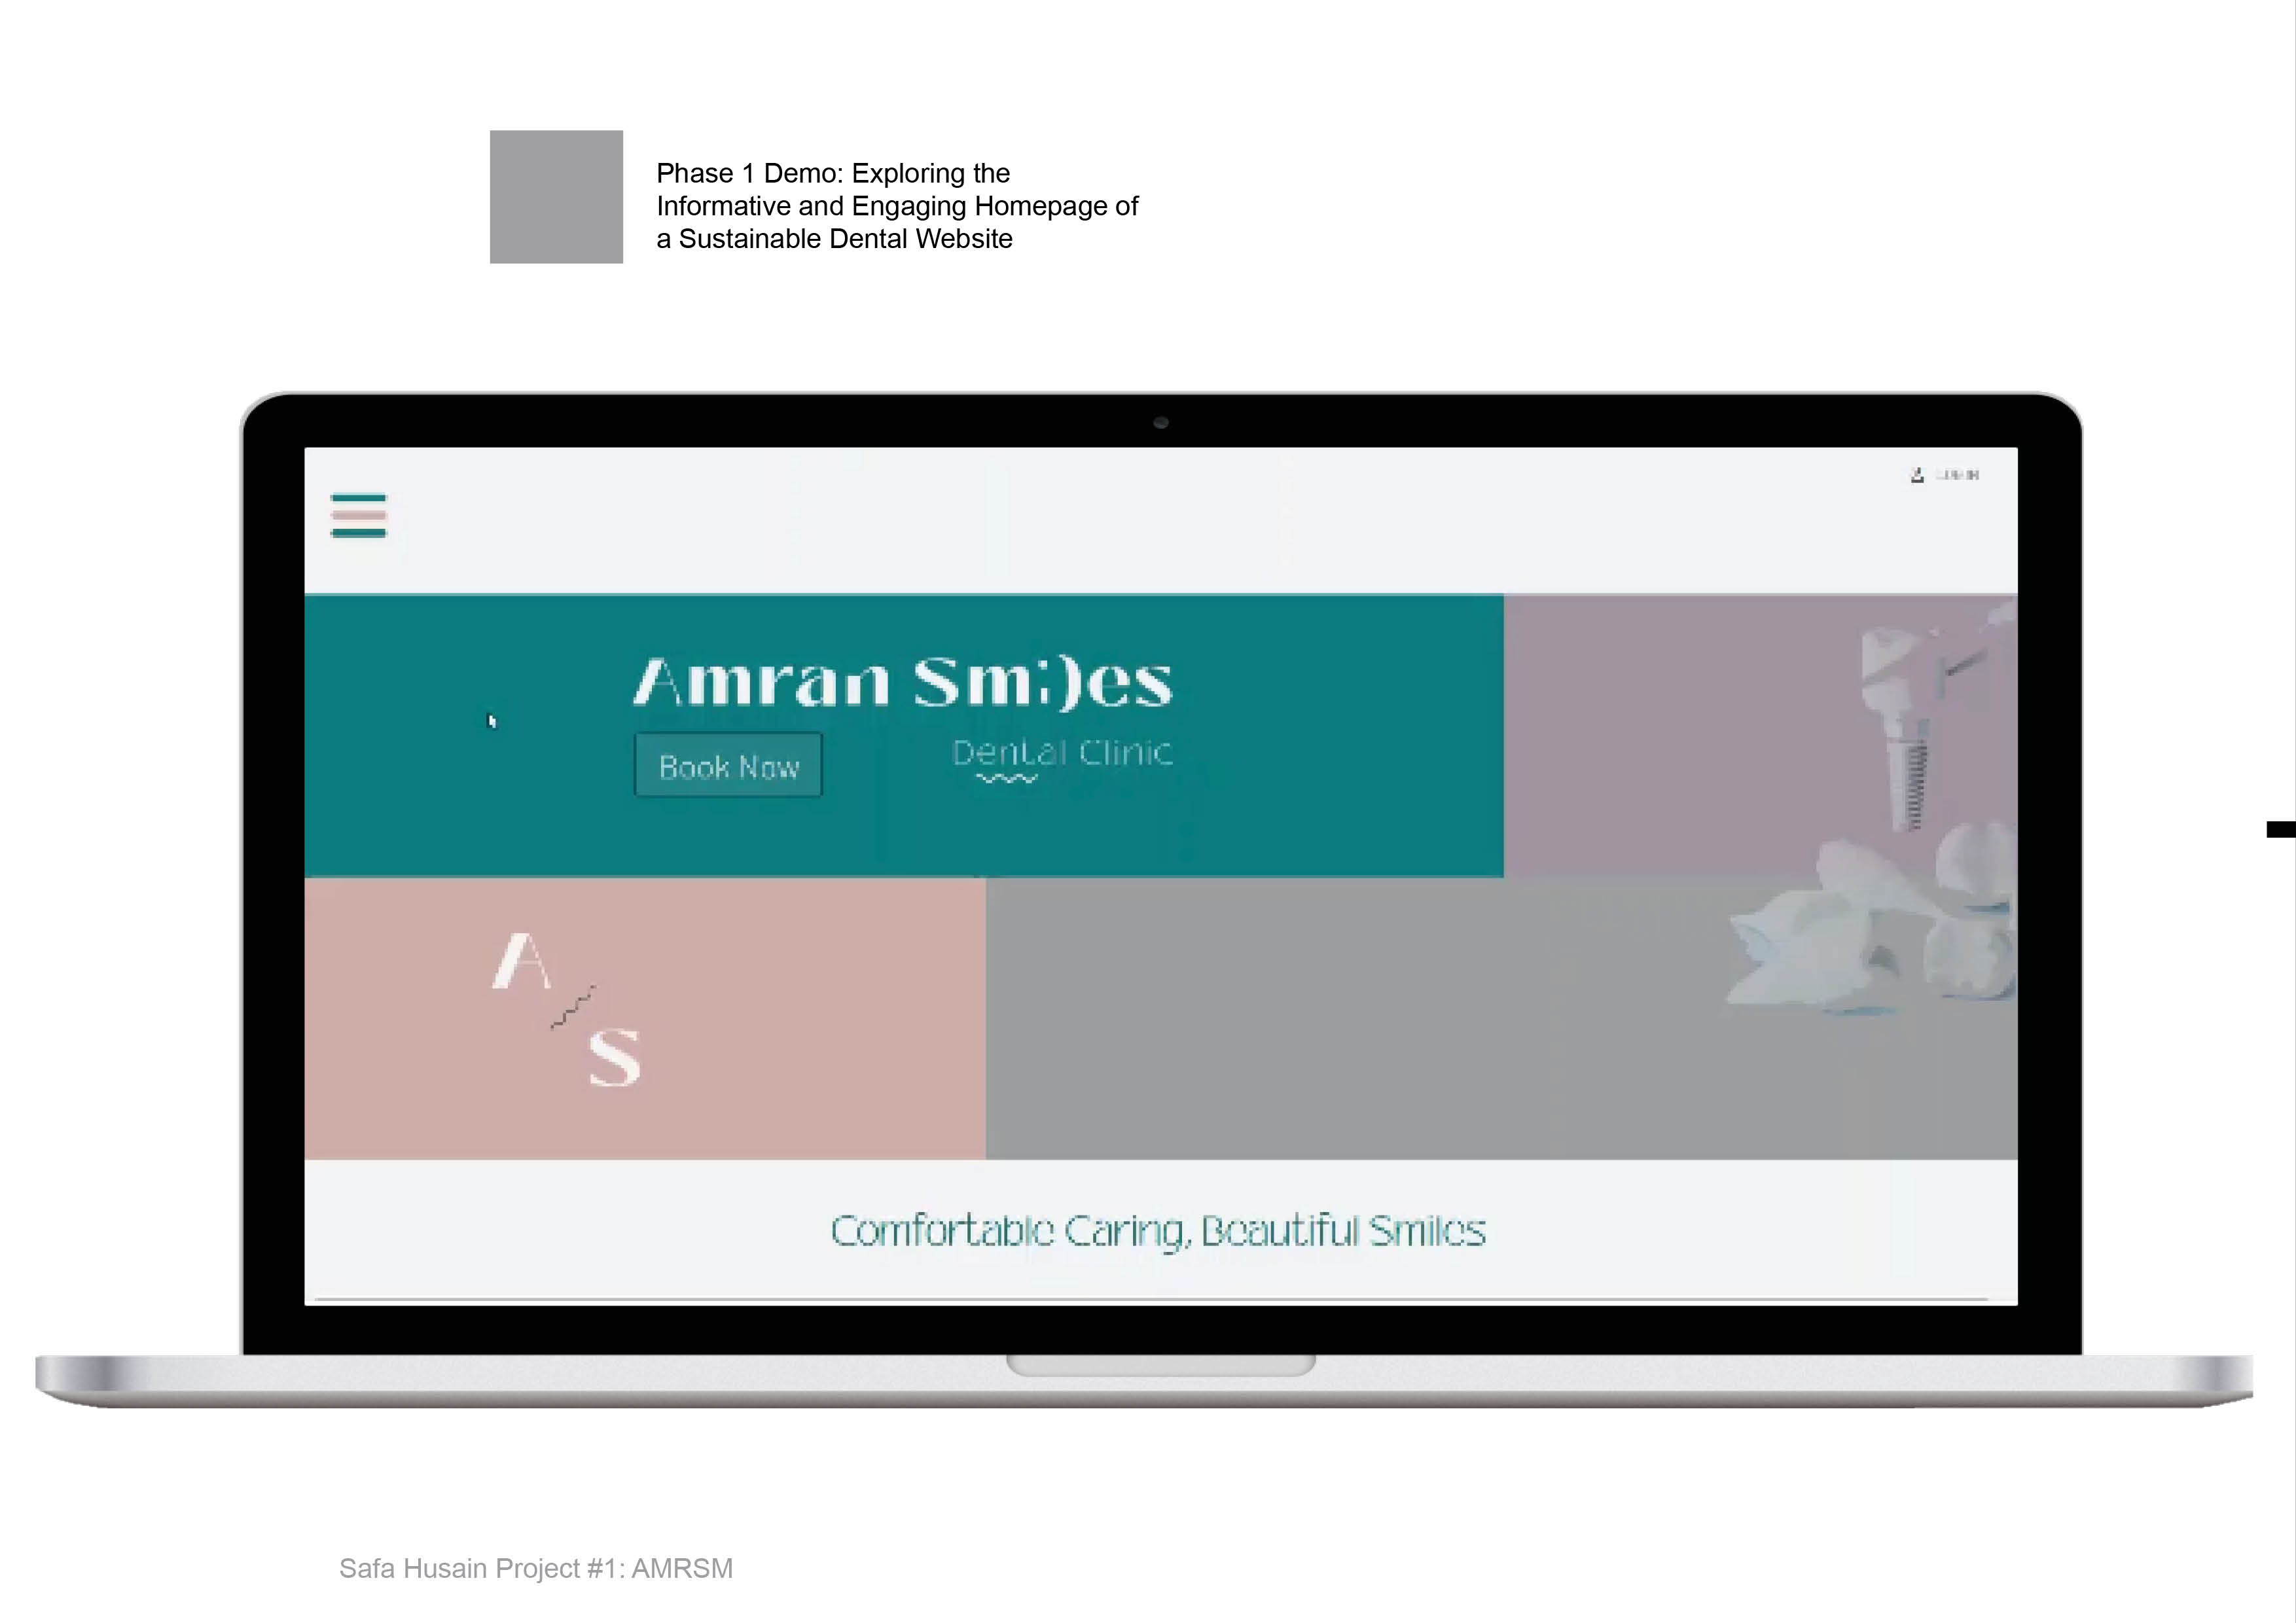 Phase 1 Demo: Exploring the
Informative and Engaging Homepage of
a Sustainable Dental Website
Amran Sm:)es
Book Now
Dental Clinic
A
S
Comfortable Caring, Beautiful Smiles
Safa Husain Project #1: AMRSM